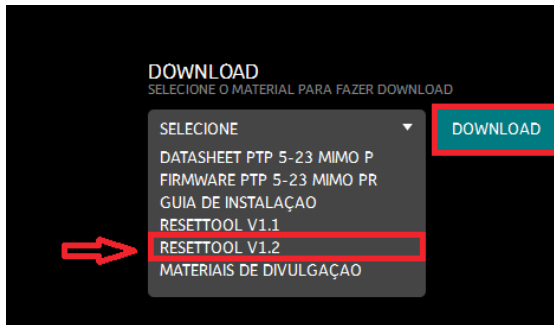 DOWNLOAD
SELECIONE O MATERIAL PARA FAZER DOWNLOAD
SELECIONE
DOWNLOAD
DATASHEET PTP 5-23 MIMO P
FIRMWARE PTP 5-23 MIMO PR
GUIA DE INSTALAÇAO
RESETTOOL V1.1
RESETTOOL V1.2
MATERIAIS DE DIVULGAÇAO